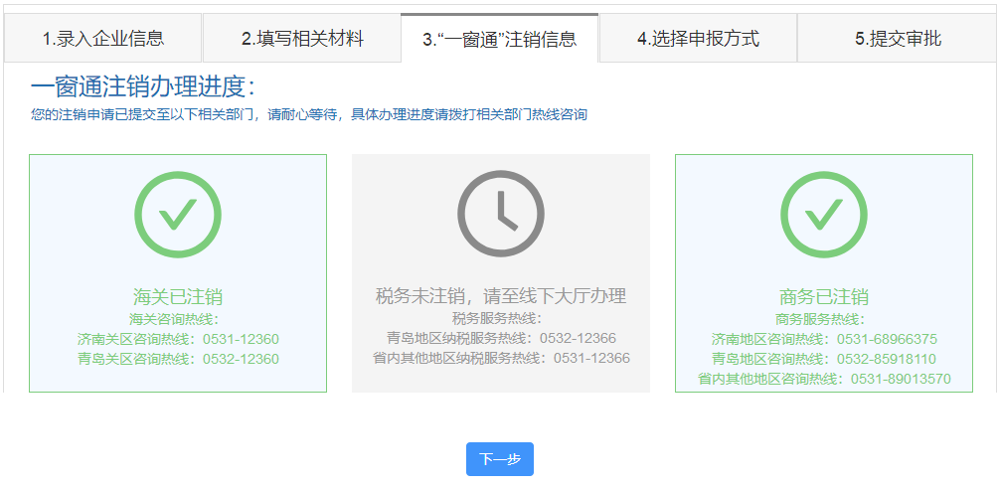 1.录入企业信息
2.填写相关材料
3.“一窗通”注销信息
4.选择申报方式
5.提交审批
一窗通注销办理进度：
您的注销申请已提交至以下相关部门，请耐心等待，具体办理进度请拨打相关部门热线咨询
海关已注销
海关咨询热线：
济南关区咨询热线：0531-12360
青岛关区咨询热线：0532-12360
税务未注销，请至线下大厅办理
税务服务热线：
青岛地区纳税服务热线：0532-12366
省内其他地区纳税服务热线：0531-12366
商务已注销
商务服务热线：
济南地区咨询热线：0531-68966375
青岛地区咨询热线：0532-85918110
省内其他地区咨询热线：0531-89013570
下一步